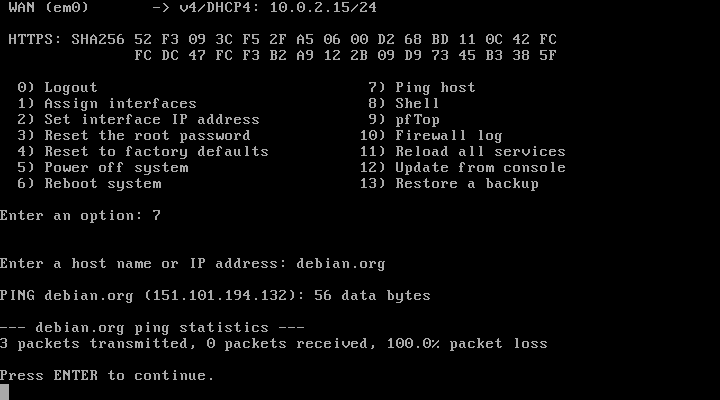 WAN (em0)       -> v4/DHCP4: 10.0.2.15/24
HTTPS: SHA256 52 F3 09 3C F5 2F A5 06 00 D2 68 BD 11 0C 42 FC
FC DC 47 FC F3 B2 A9 12 2B 09 D9 73 45 B3 38 5F
0) Logout                              7) Ping host
1) Assign interfaces                   8) Shell
2) Set interface IP address            9) pfTop
3) Reset the root password            10) Firewall log
4) Reset to factory defaults          11) Reload all services
5) Power off system                   12) Update from console
6) Reboot system                      13) Restore a backup
Enter an option: 7
Enter a host name or IP address: debian.org
PING debian.org (151.101.194.132): 56 data bytes
--- debian.org ping statistics ---
3 packets transmitted, 0 packets received, 100.0% packet loss
Press ENTER to continue.